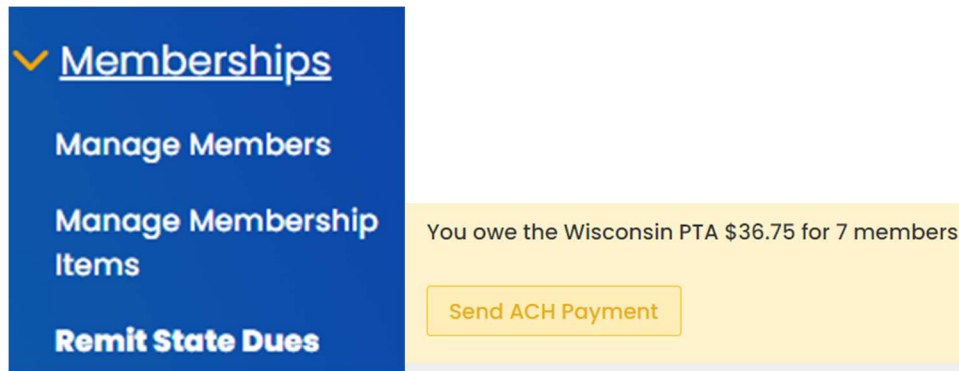 Memberships
Manage Members
Manage Membership
Items
Remit State Dues
You owe the Wisconsin PTA $36.75 for 7 members
Send ACH Payment